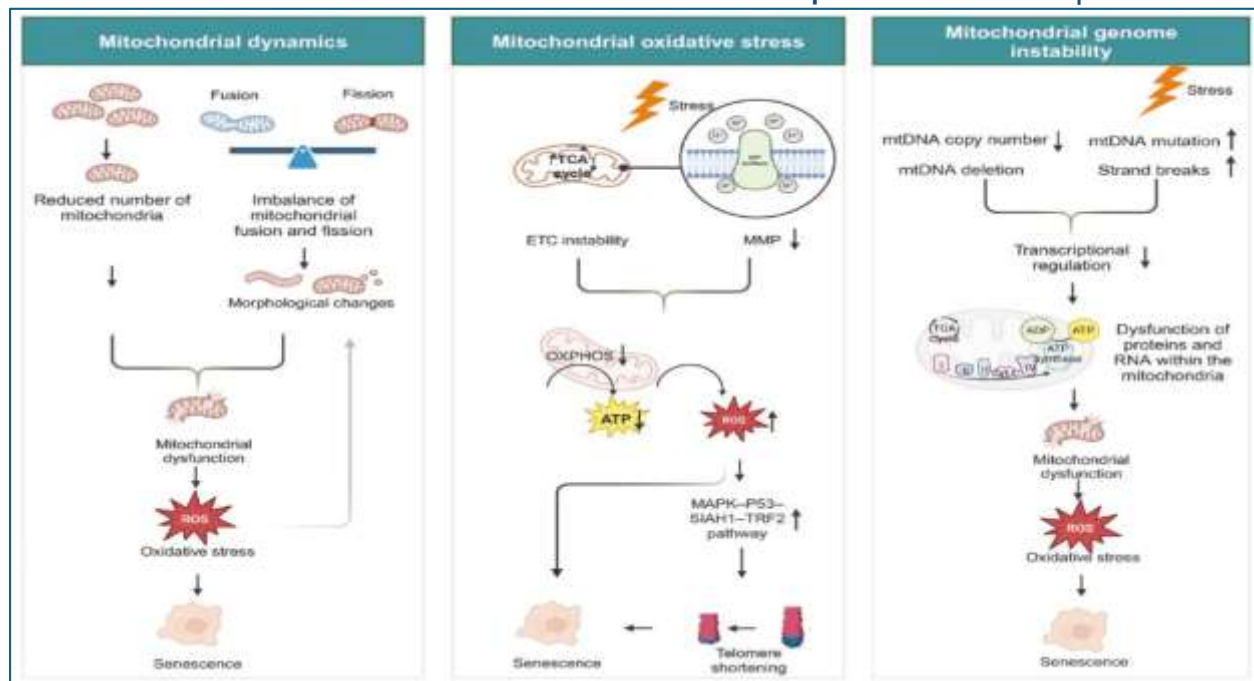 Mitochondrial dynamics
Fusion
Fission
Reduced number of
mitochondria
Imbalance of
mitochondrial
fusion and fission
Morphological changes
Mitochondrial
dysfunction
ROS
Oxidative stress
Senescence
Mitochondrial oxidative stress
Stress
TCA
cycle
ETC instability
MMP
OXPHOS
ATP
ROS
MAPK–P53–
SIAH1–TRF2
pathway
Telomere
shortening
Senescence
Mitochondrial genome
instability
Stress
mtDNA copy number
mtDNA mutation
mtDNA deletion
Strand breaks
Transcriptional
regulation
TCA
Cycle
ADP
ATP
ATP
synthase
Dysfunction of
proteins and
RNA within the
mitochondria
Mitochondrial
dysfunction
ROS
Oxidative stress
Senescence